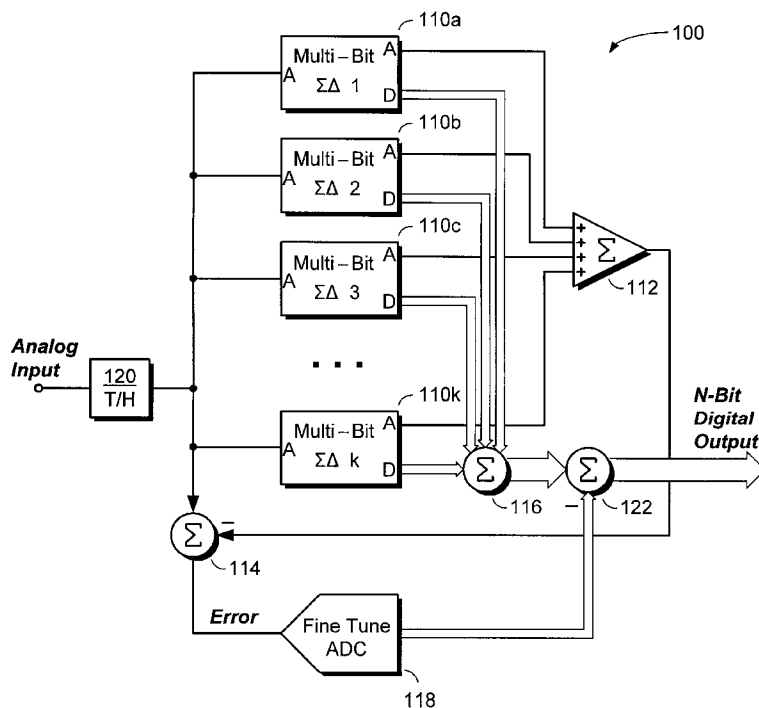 110a
100
Multi–Bit
ΣΔ 1
A
A
D
110b
Multi–Bit
ΣΔ 2
A
A
D
110c
Multi–Bit
ΣΔ 3
A
A
D
+
+
+
+
Σ
112
Analog
Input
120
T/H
. . .
110k
Multi–Bit
ΣΔ k
A
A
D
N-Bit
Digital
Output
Σ
116
Σ
–
122
Σ
–
114
Error
Fine Tune
ADC
118